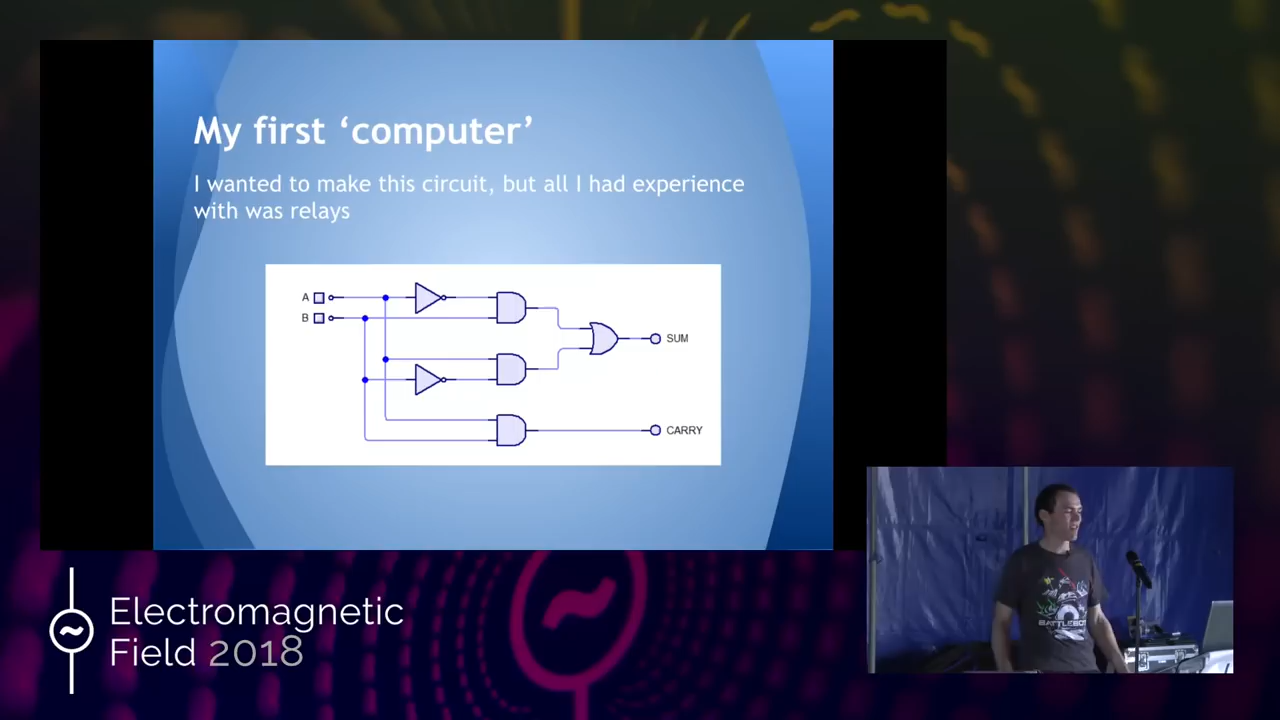 My first ‘computer’
I wanted to make this circuit, but all I had experience
with was relays
A
B
SUM
CARRY
Electromagnetic
Field 2018
BATTLEBOTS